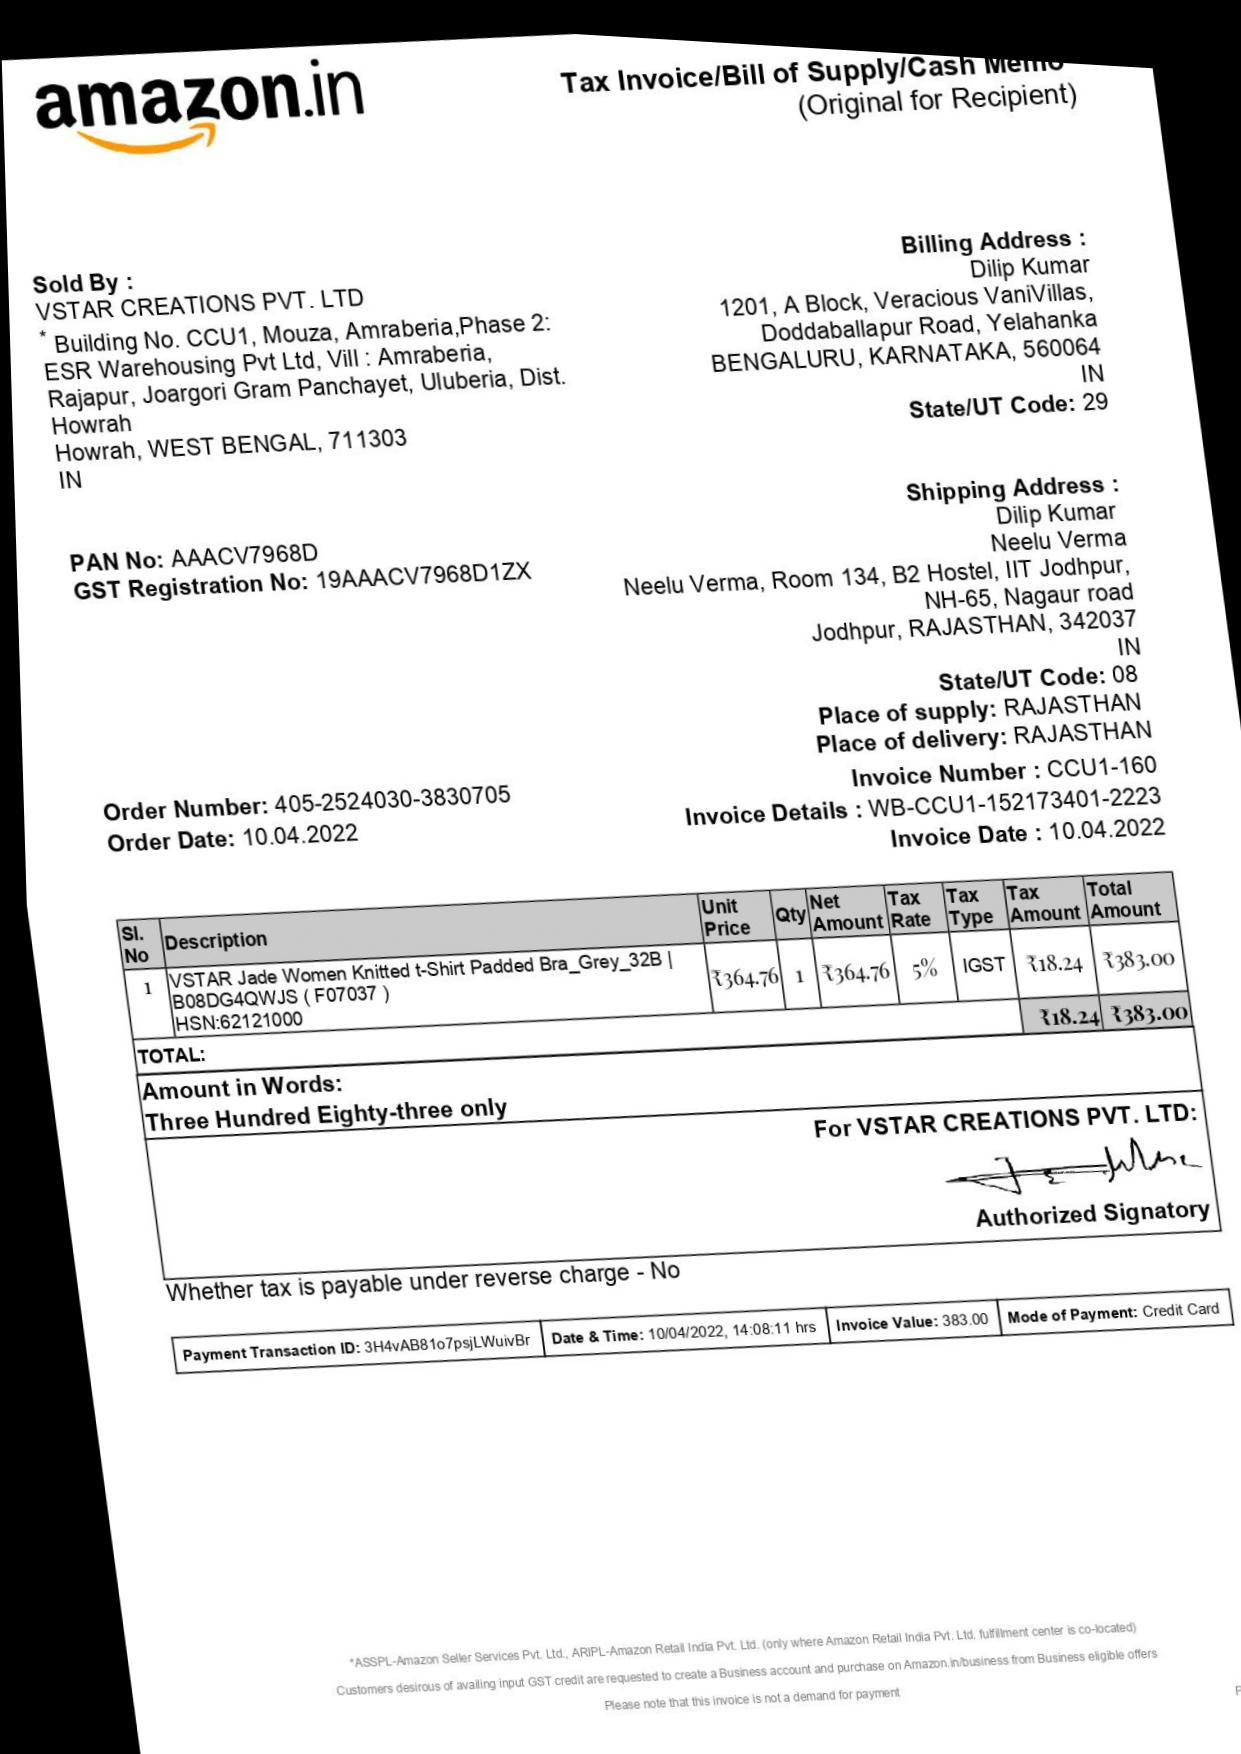 amazon.in
Tax Invoice/Bill of Supply/Cash Memo
(Original for Recipient)
Sold By :
VSTAR CREATIONS PVT. LTD
* Building No. CCU1, Mouza, Amraberia,Phase 2:
ESR Warehousing Pvt Ltd, Vill : Amraberia,
Rajapur, Joargori Gram Panchayet, Uluberia, Dist.
Howrah
Howrah, WEST BENGAL, 711303
IN
Billing Address :
Dilip Kumar
1201, A Block, Veracious VaniVillas,
Doddaballapur Road, Yelahanka
BENGALURU, KARNATAKA, 560064
IN
State/UT Code: 29
PAN No: AAACV7968D
GST Registration No: 19AAACV7968D1ZX
Shipping Address :
Dilip Kumar
Neelu Verma
Neelu Verma, Room 134, B2 Hostel, IIT Jodhpur,
NH-65, Nagaur road
Jodhpur, RAJASTHAN, 342037
IN
State/UT Code: 08
Place of supply: RAJASTHAN
Place of delivery: RAJASTHAN
Order Number: 405-2524030-3830705
Order Date: 10.04.2022
Invoice Number : CCU1-160
Invoice Details : WB-CCU1-152173401-2223
Invoice Date : 10.04.2022
Sl. No Description Unit Price Qty Net Amount Tax Rate Tax Type Tax Amount Total Amount
1 VSTAR Jade Women Knitted t-Shirt Padded Bra_Grey_32B | ₹364.76 1 ₹364.76 5% IGST ₹18.24 ₹383.00
B08DG4QWJS ( F07037 )
HSN:62121000
TOTAL: ₹18.24 ₹383.00
Amount in Words:
Three Hundred Eighty-three only
For VSTAR CREATIONS PVT. LTD:
Authorized Signatory
Whether tax is payable under reverse charge - No
Payment Transaction ID: 3H4vAB81o7psjLWuivBr Date & Time: 10/04/2022, 14:08:11 hrs Invoice Value: 383.00 Mode of Payment: Credit Card
*ASSPL-Amazon Seller Services Pvt. Ltd., ARIPL-Amazon Retail India Pvt. Ltd. (only where Amazon Retail India Pvt. Ltd. fulfillment center is co-located)
Customers desirous of availing input GST credit are requested to create a Business account and purchase on Amazon.in/business from Business eligible offers
Please note that this invoice is not a demand for payment